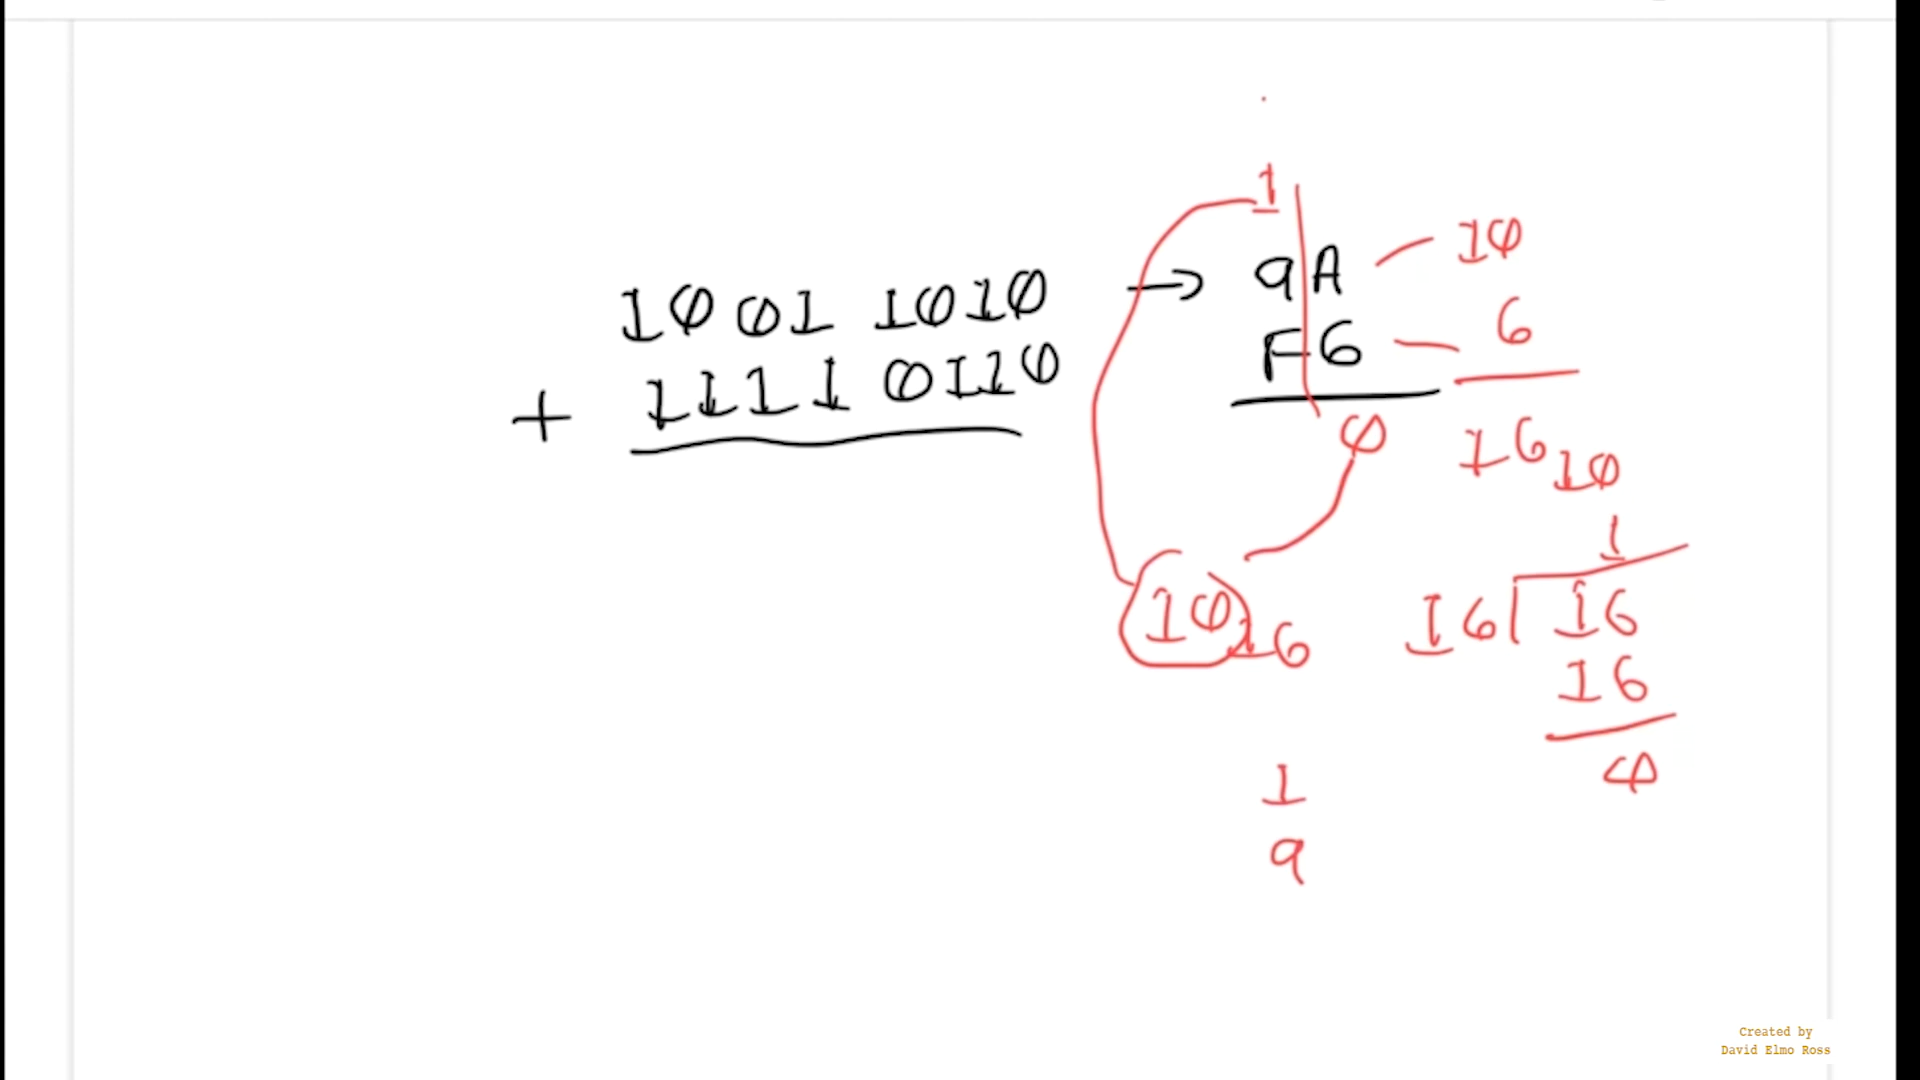 1
9A — 10
1001 1010 →
F6 — 6
+ 1111 0110
0
16 10
1
10 16
16 16
16
0
1
9
Created by
David Elmo Ross